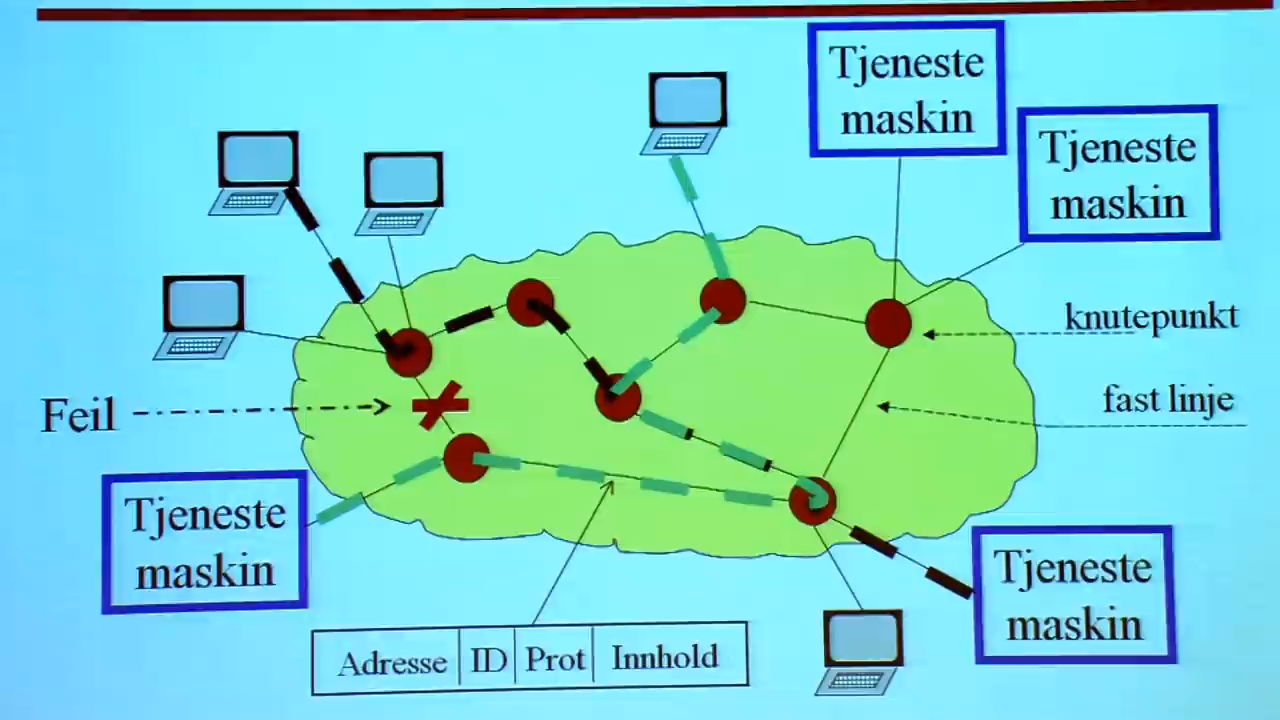 Tjeneste
maskin
Tjeneste
maskin
knutepunkt
fast linje
Feil
Tjeneste
maskin
Tjeneste
maskin
Adresse ID Prot Innhold